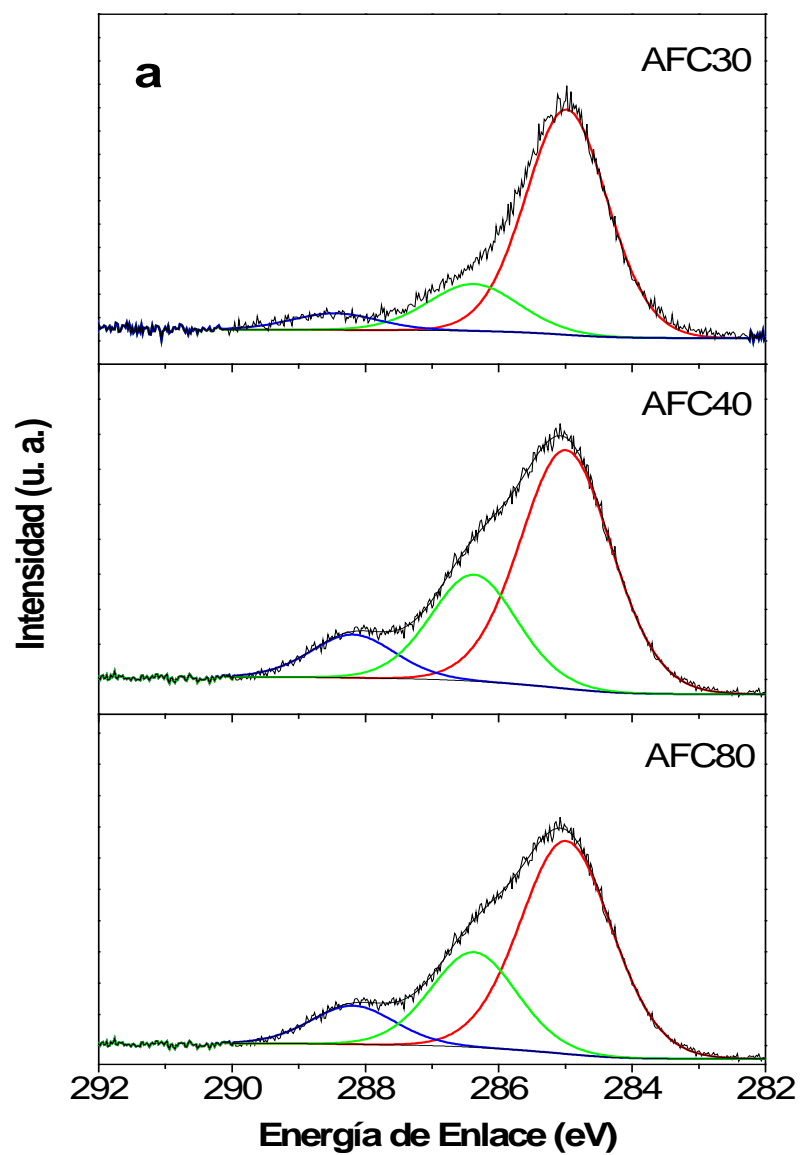 a
AFC30
AFC40
AFC80
Intensidad (u. a.)
292 290 288 286 284 282
Energía de Enlace (eV)